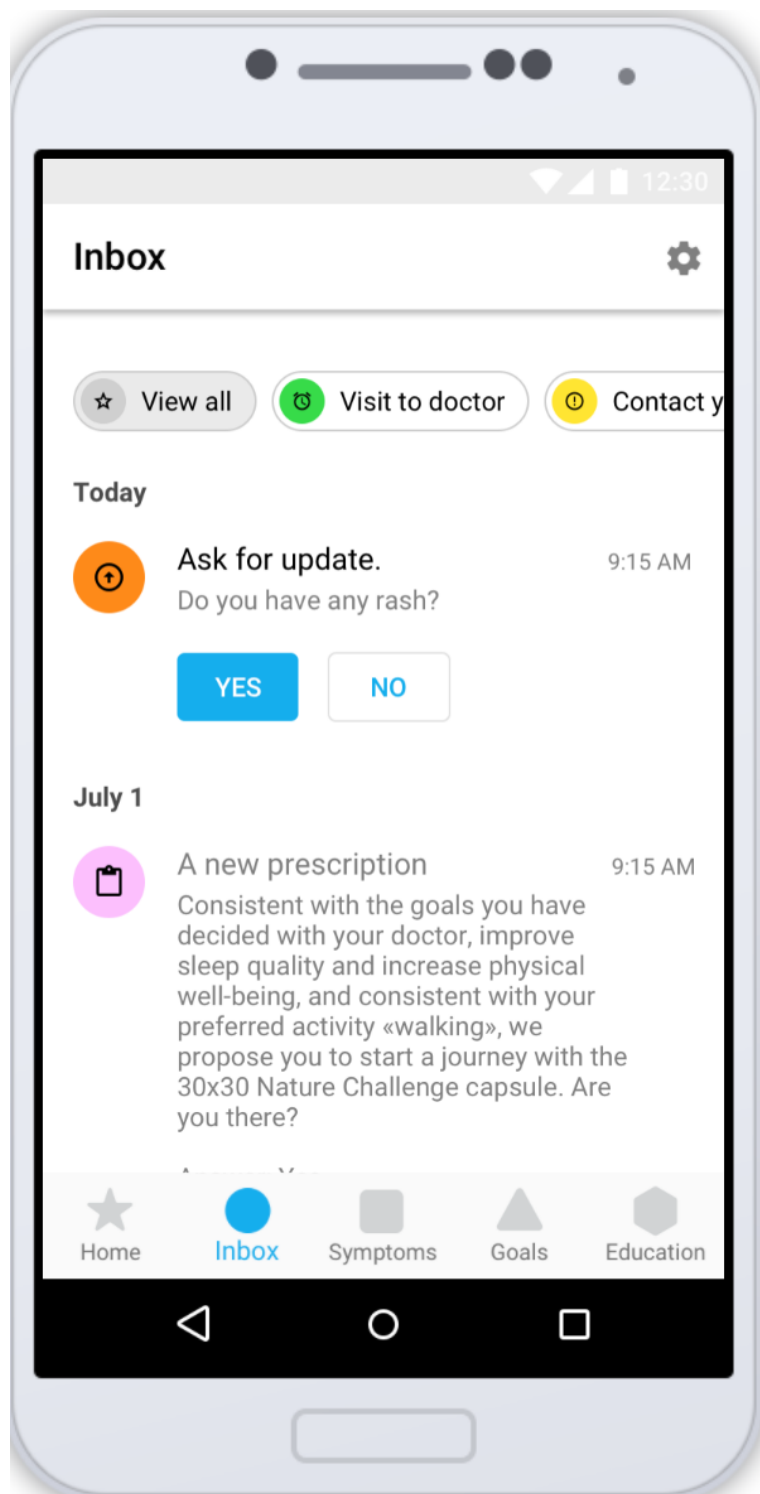 12:30
Inbox
View all
Visit to doctor
Contact y
Today
Ask for update.
9:15 AM
Do you have any rash?
YES
NO
July 1
A new prescription
9:15 AM
Consistent with the goals you have
decided with your doctor, improve
sleep quality and increase physical
well-being, and consistent with your
preferred activity «walking», we
propose you to start a journey with the
30x30 Nature Challenge capsule. Are
you there?
Home
Inbox
Symptoms
Goals
Education